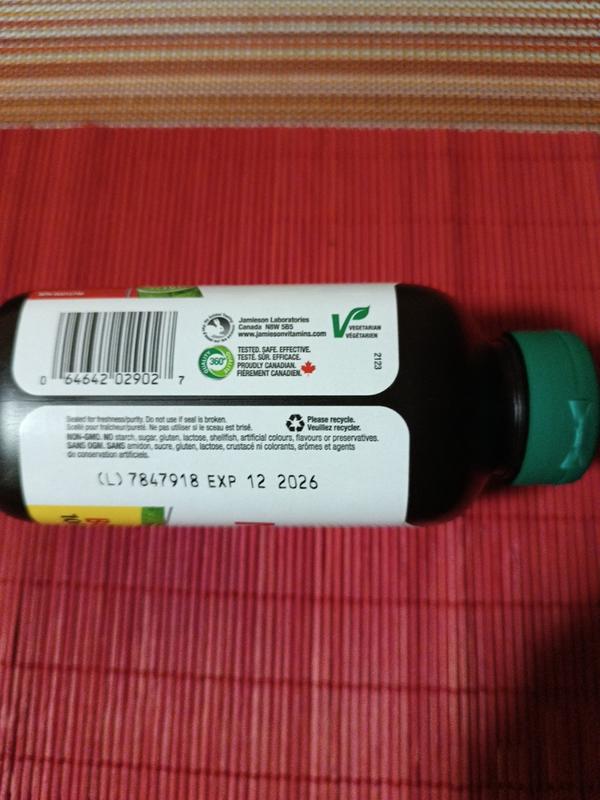 0 64642 02902 7
Jamieson Laboratories
Canada N8W 5B5
www.jamiesonvitamins.com
360°
TESTED. SAFE. EFFECTIVE.
TESTÉ. SÛR. EFFICACE.
PROUDLY CANADIAN.
FIÈREMENT CANADIEN.
VEGETARIAN
VÉGÉTARIEN
2123
Sealed for freshness/purity. Do not use if seal is broken.
Scellé pour fraîcheur/pureté. Ne pas utiliser si le sceau est brisé.
Please recycle.
Veuillez recycler.
NON-GMO. NO starch, sugar, gluten, lactose, shellfish, artificial colours, flavours or preservatives.
SANS OGM. SANS amidon, sucre, gluten, lactose, crustacé ni colorants, arômes et agents
de conservation artificiels.
(L) 7847918 EXP 12 2026